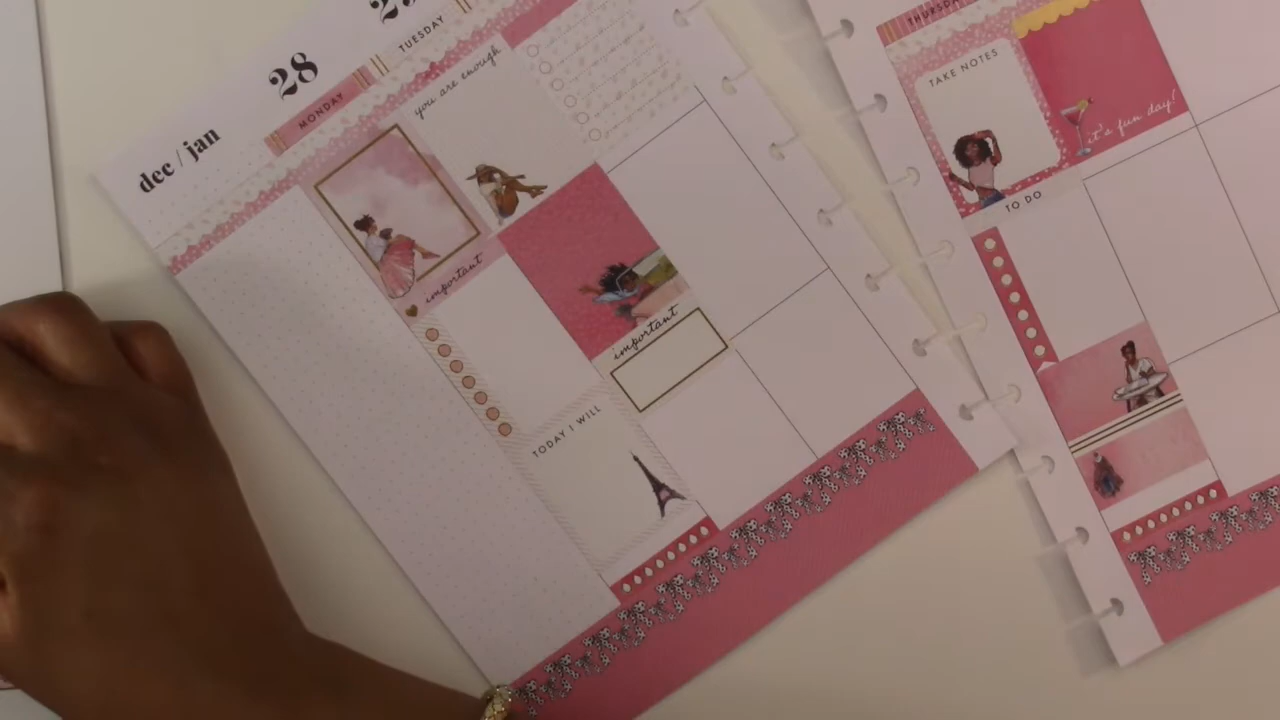 dec / jan
28
MONDAY
TUESDAY
you are enough
important
important
TODAY I WILL
THURSDAY
TAKE NOTES
it's fun day!
TO DO